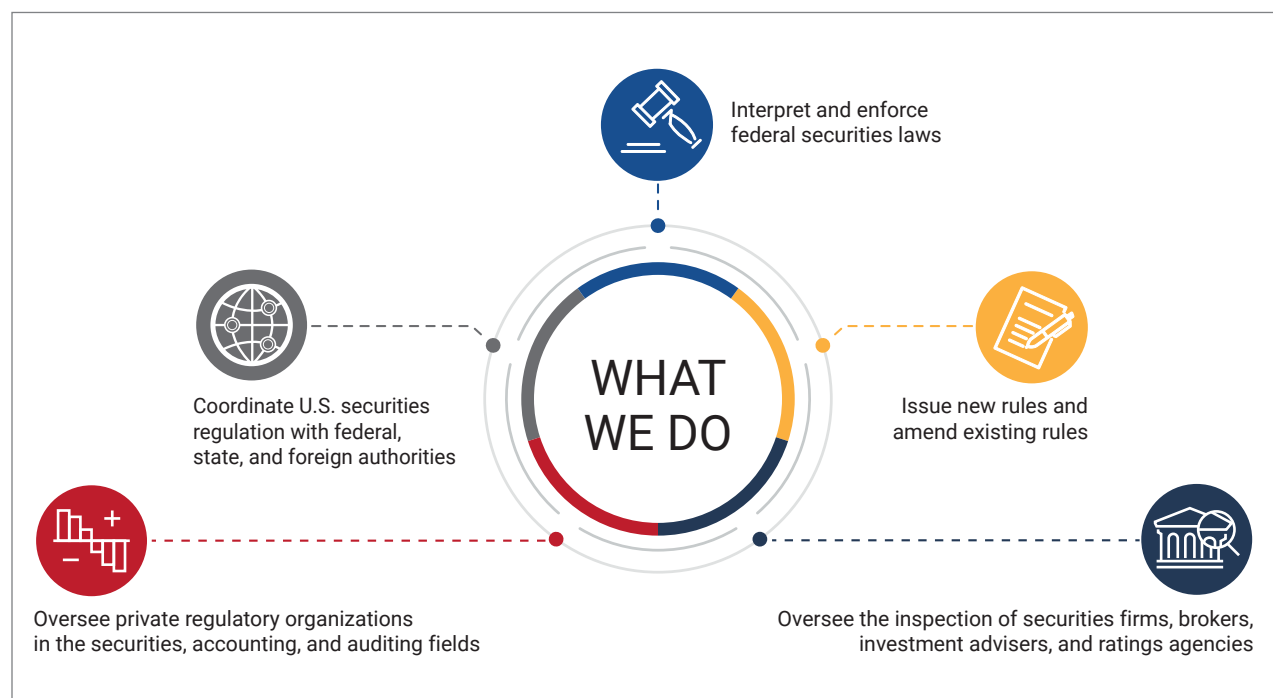 Interpret and enforce
federal securities laws
WHAT
WE DO
Coordinate U.S. securities
regulation with federal,
state, and foreign authorities
Issue new rules and
amend existing rules
Oversee private regulatory organizations
in the securities, accounting, and auditing fields
Oversee the inspection of securities firms, brokers,
investment advisers, and ratings agencies